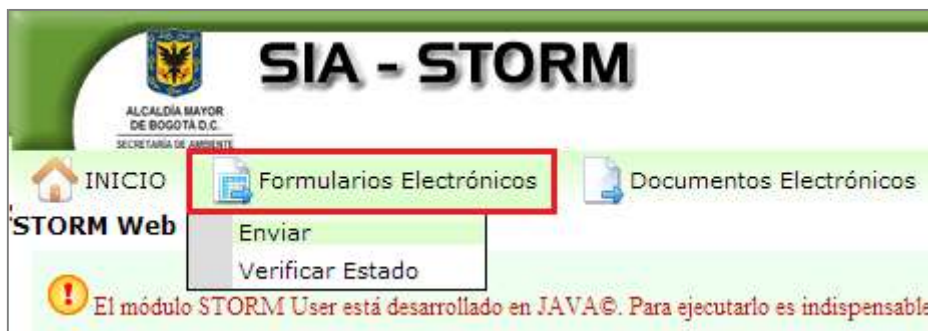 SIA - STORM
ALCALDÍA MAYOR
DE BOGOTÁ D.C.
SECRETARÍA DE AMBIENTE
INICIO Formularios Electrónicos Documentos Electrónicos
STORM Web
Enviar
Verificar Estado
El módulo STORM User está desarrollado en JAVA©. Para ejecutarlo es indispensable